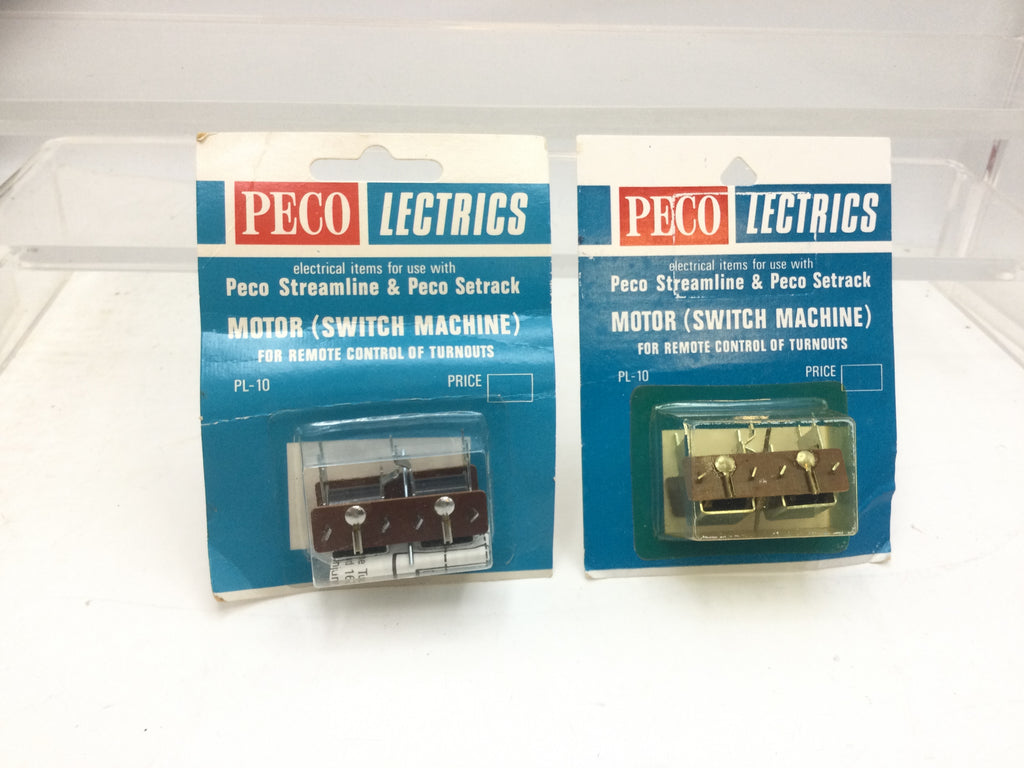 PECO LECTRICS
electrical items for use with
Peco Streamline & Peco Setrack
MOTOR (SWITCH MACHINE)
FOR REMOTE CONTROL OF TURNOUTS
PL-10 PRICE
PECO LECTRICS
electrical items for use with
Peco Streamline & Peco Setrack
MOTOR (SWITCH MACHINE)
FOR REMOTE CONTROL OF TURNOUTS
PL-10 PRICE